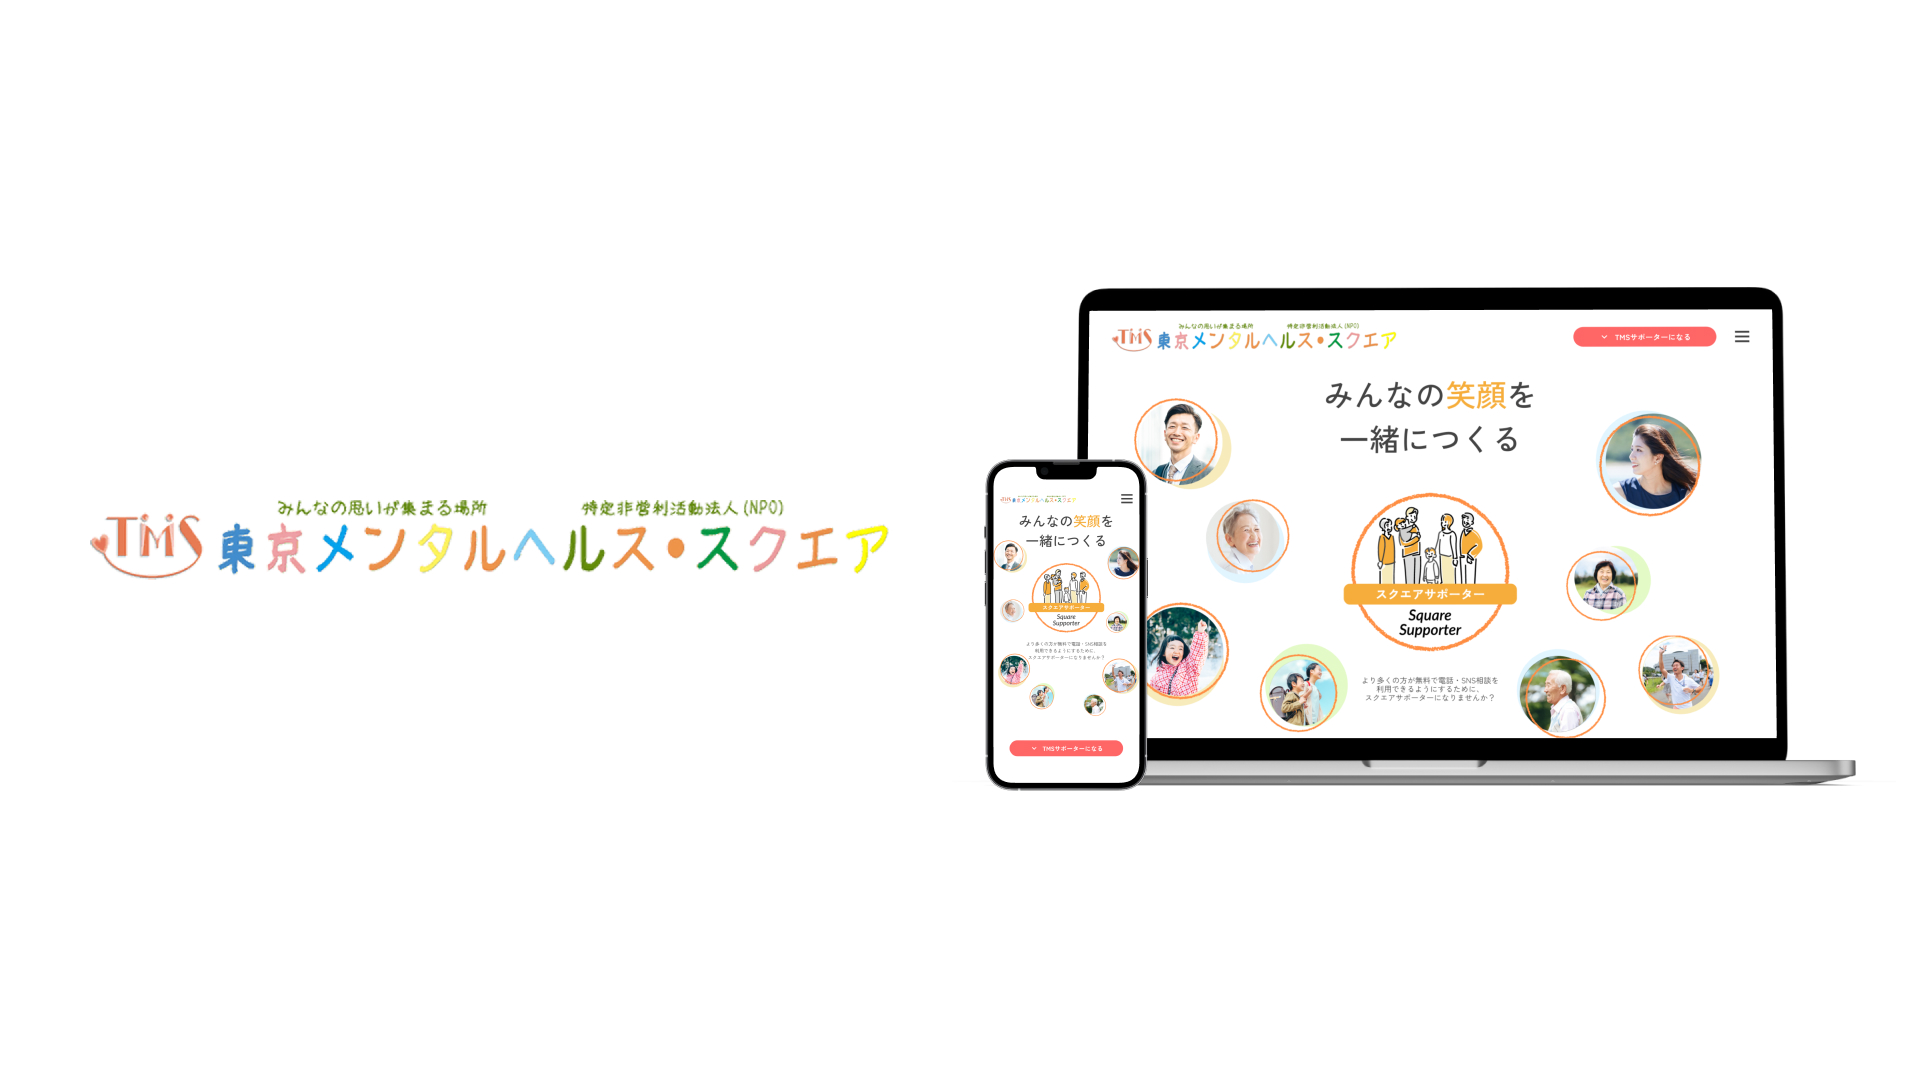 みんなの思いが集まる場所 特定非営利活動法人(NPO)
TMS 東京メンタルヘルス・スクエア
みんなの思いが集まる場所 特定非営利活動法人(NPO)
TMS 東京メンタルヘルス・スクエア
TMSサポーターになる
みんなの笑顔を
一緒につくる
スクエアサポーター
Square
Supporter
より多くの方が無料で電話・SNS相談を
利用できるようにするために、
スクエアサポーターになりませんか？
TMS 東京メンタルヘルス・スクエア
みんなの笑顔を
一緒につくる
スクエアサポーター
Square
Supporter
より多くの方が無料で電話・SNS相談を
利用できるようにするために、
スクエアサポーターになりませんか？
TMSサポーターになる